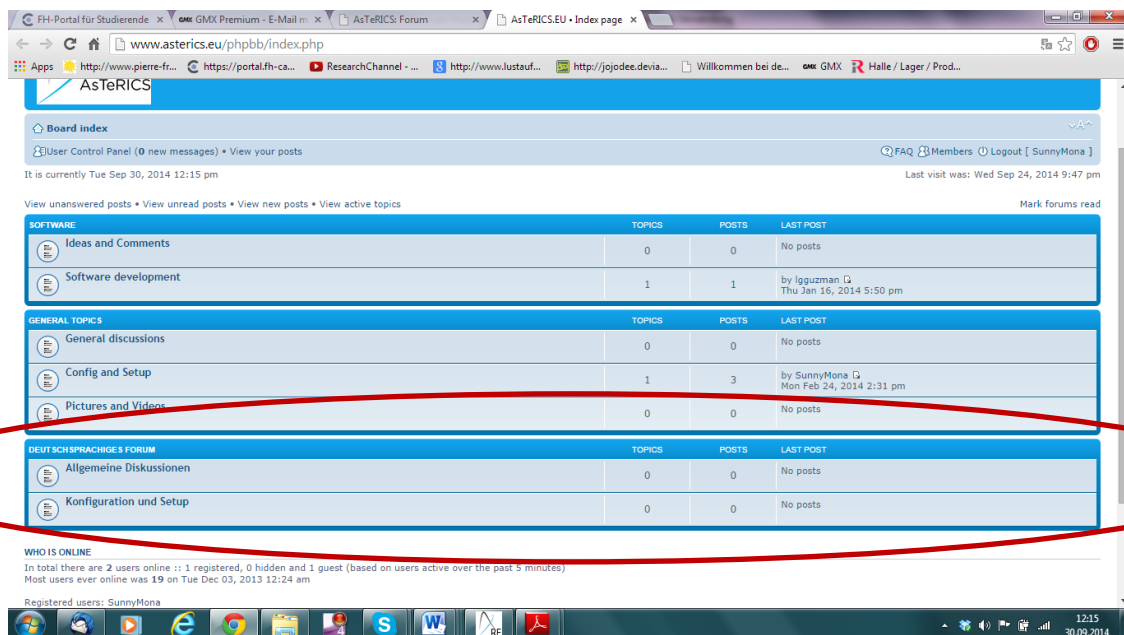 FH-Portal für Studierende
GMX GMX Premium - E-Mail m
AsTeRICS: Forum
AsTeRICS.EU • Index page
www.asterics.eu/phpbb/index.php
Apps http://www.pierre-fr... https://portal.fh-ca... ResearchChannel - ... http://www.lustauf... http://jojodee.devia... Willkommen bei de... GMX GMX Halle / Lager / Prod...
AsTeRICS
Board index
User Control Panel (0 new messages) • View your posts FAQ Members Logout [ SunnyMona ]
It is currently Tue Sep 30, 2014 12:15 pm Last visit was: Wed Sep 24, 2014 9:47 pm
View unanswered posts • View unread posts • View new posts • View active topics Mark forums read
SOFTWARE TOPICS POSTS LAST POST
Ideas and Comments 0 0 No posts
Software development 1 1 by lgguzman
Thu Jan 16, 2014 5:50 pm
GENERAL TOPICS TOPICS POSTS LAST POST
General discussions 0 0 No posts
Config and Setup 1 3 by SunnyMona
Mon Feb 24, 2014 2:31 pm
Pictures and Videos 0 0 No posts
DEUTSCHSPRACHIGES FORUM TOPICS POSTS LAST POST
Allgemeine Diskussionen 0 0 No posts
Konfiguration und Setup 0 0 No posts
WHO IS ONLINE
In total there are 2 users online :: 1 registered, 0 hidden and 1 guest (based on users active over the past 5 minutes)
Most users ever online was 19 on Tue Dec 03, 2013 12:24 am
Registered users: SunnyMona
12:15
30.09.2014